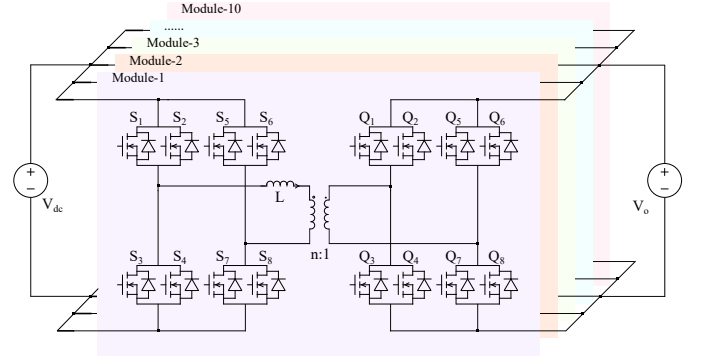 Module-10
......
Module-3
Module-2
Module-1
S1 S2 S5 S6 Q1 Q2 Q5 Q6
+ +
L
− −
Vdc Vo
n:1
S3 S4 S7 S8 Q3 Q4 Q7 Q8